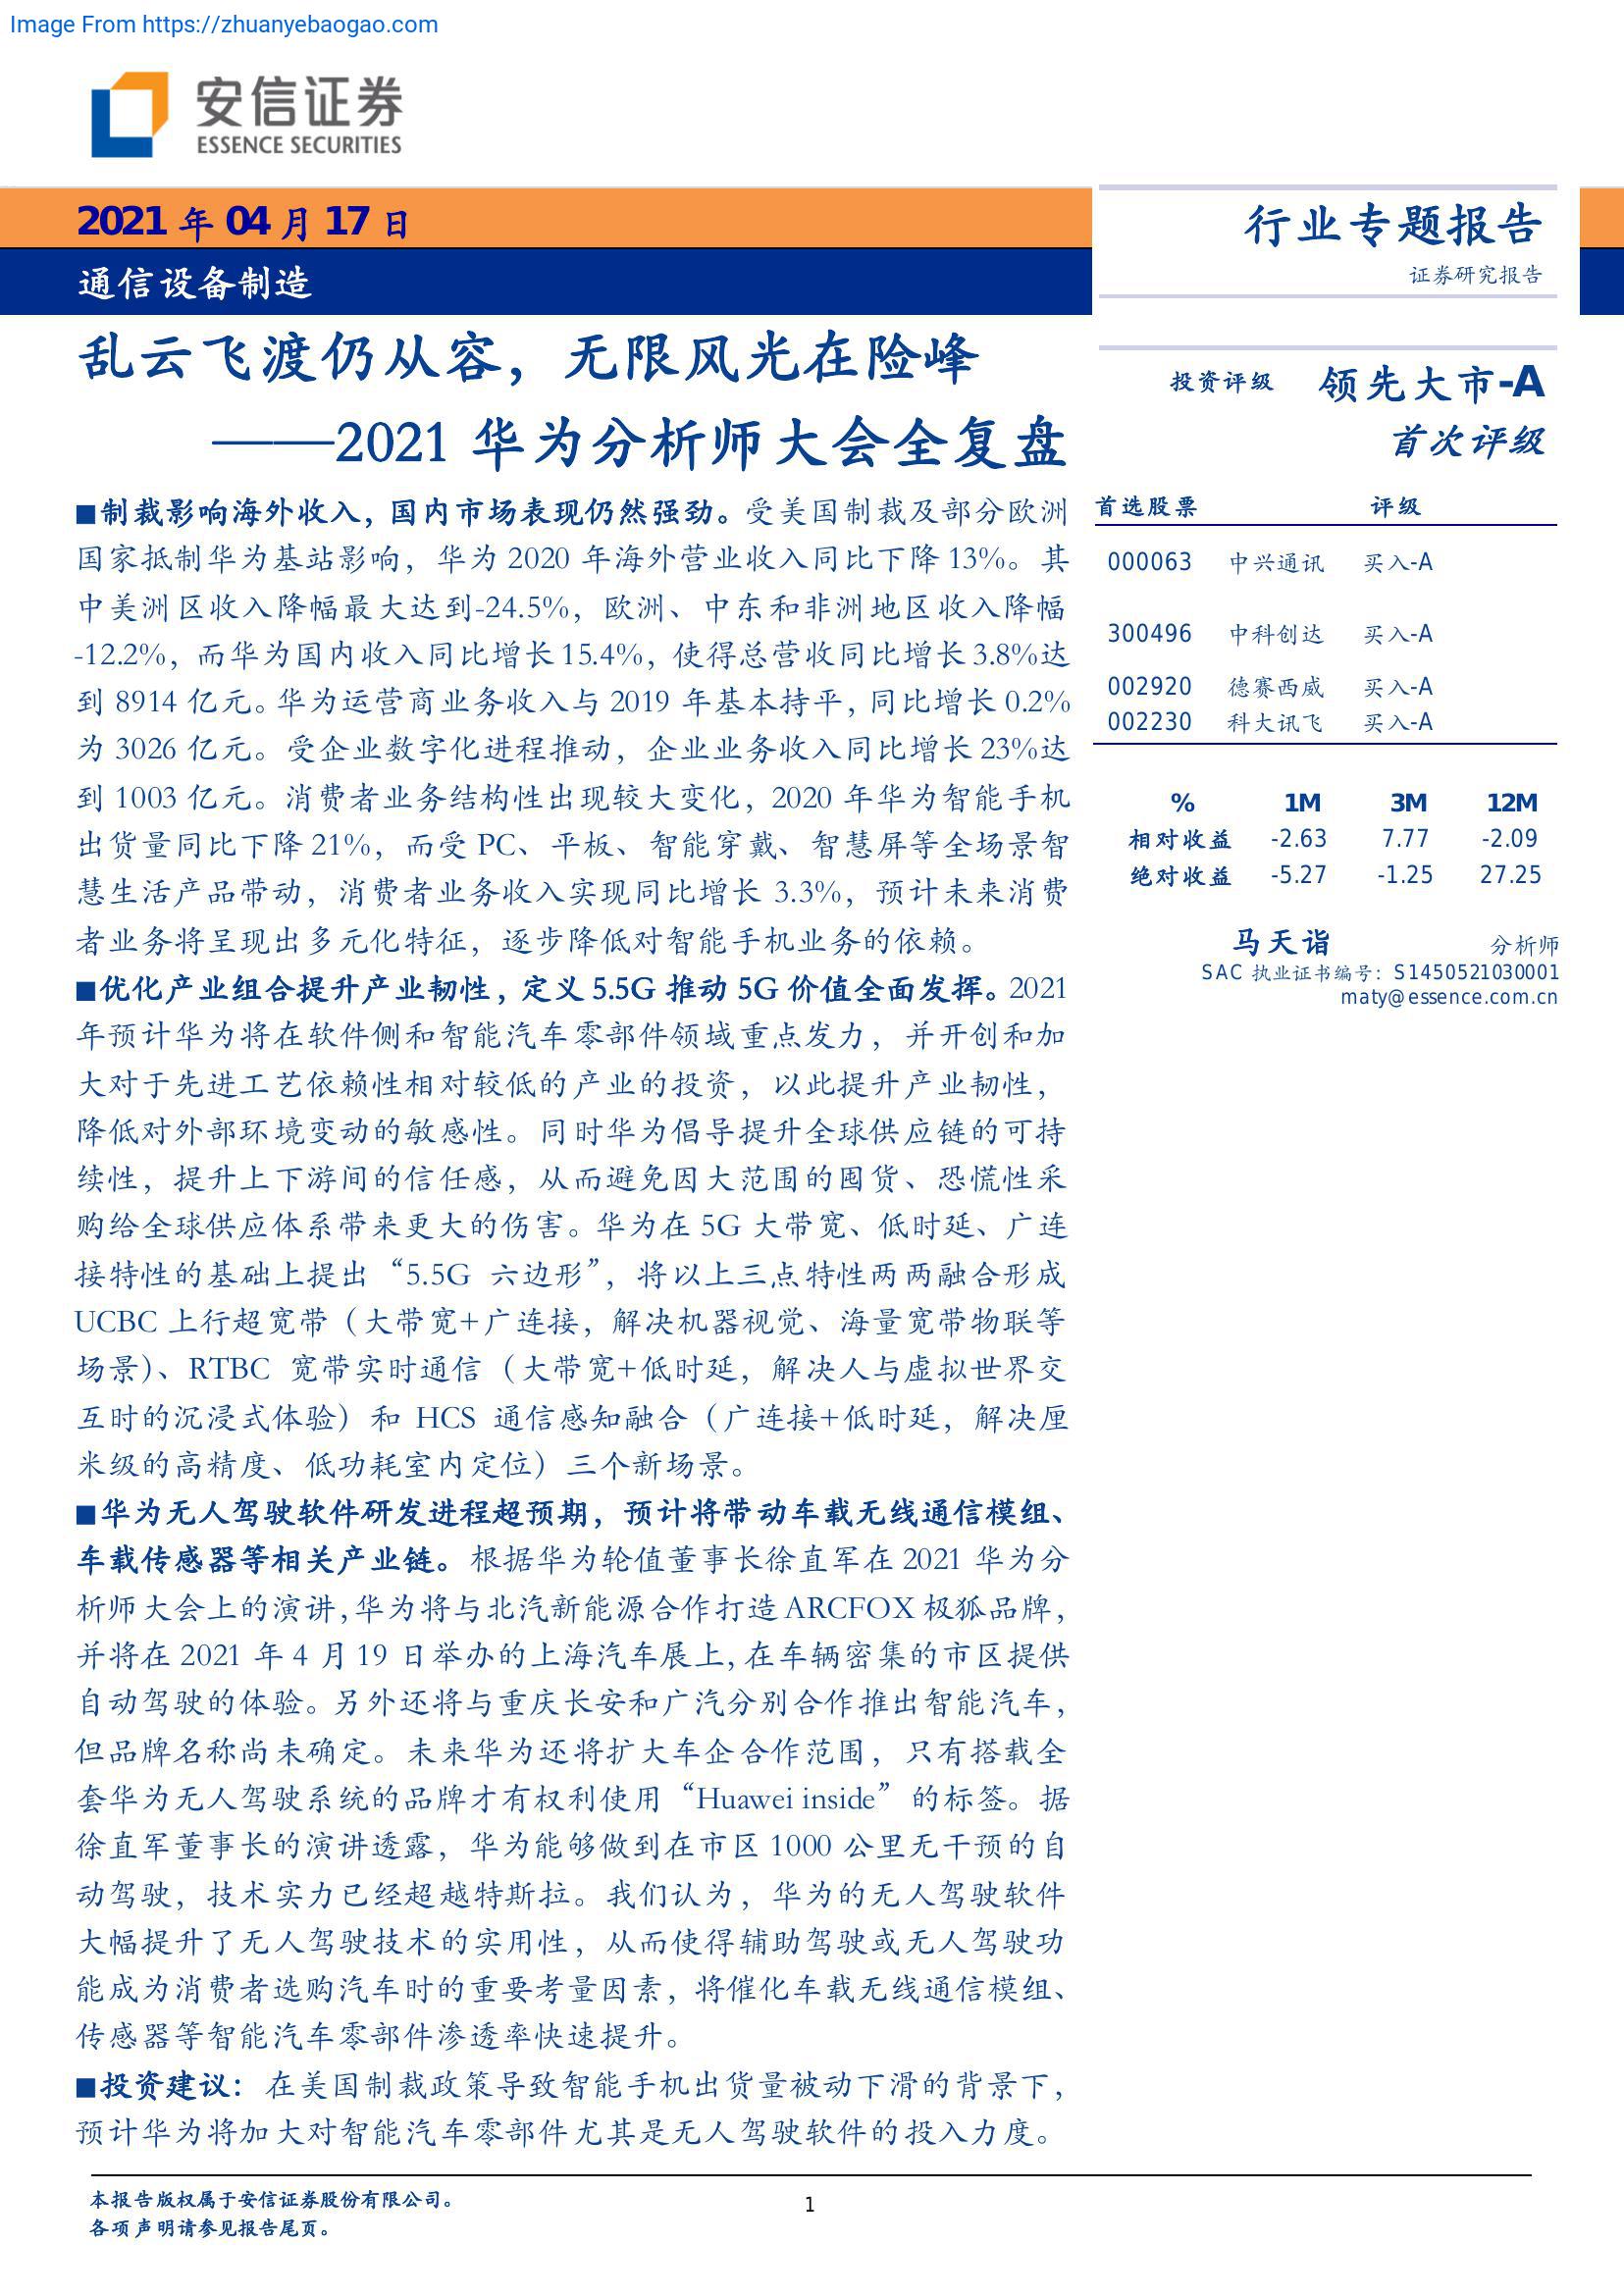 Image From https://zhuanyebaogao.com
安信证券
ESSENCE SECURITIES
2021 年 04 月 17 日
通信设备制造
行业专题报告
证券研究报告
乱云飞渡仍从容，无限风光在险峰
——2021 华为分析师大会全复盘
■制裁影响海外收入，国内市场表现仍然强劲。受美国制裁及部分欧洲
国家抵制华为基站影响，华为 2020 年海外营业收入同比下降 13%。其
中美洲区收入降幅最大达到-24.5%，欧洲、中东和非洲地区收入降幅
-12.2%，而华为国内收入同比增长 15.4%，使得总营收同比增长 3.8%达
到 8914 亿元。华为运营商业务收入与 2019 年基本持平，同比增长 0.2%
为 3026 亿元。受企业数字化进程推动，企业业务收入同比增长 23%达
到 1003 亿元。消费者业务结构性出现较大变化，2020 年华为智能手机
出货量同比下降 21%，而受 PC、平板、智能穿戴、智慧屏等全场景智
慧生活产品带动，消费者业务收入实现同比增长 3.3%，预计未来消费
者业务将呈现出多元化特征，逐步降低对智能手机业务的依赖。
■优化产业组合提升产业韧性，定义 5.5G 推动 5G 价值全面发挥。2021
年预计华为将在软件侧和智能汽车零部件领域重点发力，并开创和加
大对于先进工艺依赖性相对较低的产业的投资，以此提升产业韧性，
降低对外部环境变动的敏感性。同时华为倡导提升全球供应链的可持
续性，提升上下游间的信任感，从而避免因大范围的囤货、恐慌性采
购给全球供应体系带来更大的伤害。华为在 5G 大带宽、低时延、广连
接特性的基础上提出“5.5G 六边形”，将以上三点特性两两融合形成
UCBC 上行超宽带（大带宽+广连接，解决机器视觉、海量宽带物联等
场景）、RTBC 宽带实时通信（大带宽+低时延，解决人与虚拟世界交
互时的沉浸式体验）和 HCS 通信感知融合（广连接+低时延，解决厘
米级的高精度、低功耗室内定位）三个新场景。
■华为无人驾驶软件研发进程超预期，预计将带动车载无线通信模组、
车载传感器等相关产业链。根据华为轮值董事长徐直军在 2021 华为分
析师大会上的演讲，华为将与北汽新能源合作打造 ARCFOX 极狐品牌，
并将在 2021 年 4 月 19 日举办的上海汽车展上，在车辆密集的市区提供
自动驾驶的体验。另外还将与重庆长安和广汽分别合作推出智能汽车，
但品牌名称尚未确定。未来华为还将扩大车企合作范围，只有搭载全
套华为无人驾驶系统的品牌才有权利使用“Huawei inside”的标签。据
徐直军董事长的演讲透露，华为能够做到在市区 1000 公里无干预的自
动驾驶，技术实力已经超越特斯拉。我们认为，华为的无人驾驶软件
大幅提升了无人驾驶技术的实用性，从而使得辅助驾驶或无人驾驶功
能成为消费者选购汽车时的重要考量因素，将催化车载无线通信模组、
传感器等智能汽车零部件渗透率快速提升。
■投资建议：在美国制裁政策导致智能手机出货量被动下滑的背景下，
预计华为将加大对智能汽车零部件尤其是无人驾驶软件的投入力度。
投资评级 领先大市-A
首次评级
首选股票 评级
000063 中兴通讯 买入-A
300496 中科创达 买入-A
002920 德赛西威 买入-A
002230 科大讯飞 买入-A
% 1M 3M 12M
相对收益 -2.63 7.77 -2.09
绝对收益 -5.27 -1.25 27.25
马天诣 分析师
SAC 执业证书编号：S1450521030001
maty@essence.com.cn
本报告版权属于安信证券股份有限公司。
各项声明请参见报告尾页。
1